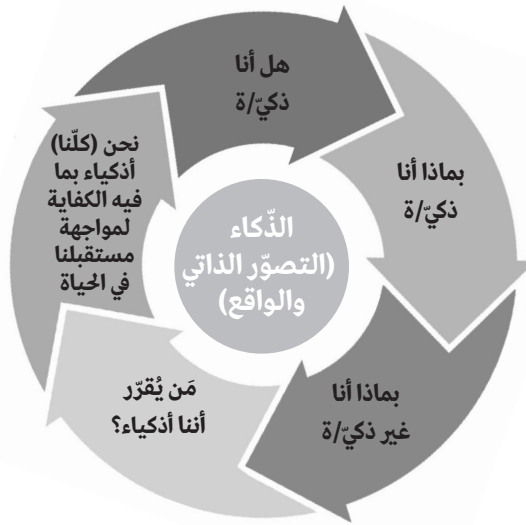 هل أنا
ذكيّ/ة
بماذا أنا
ذكيّ/ة
بماذا أنا
غير ذكيّ/ة
مَن يُقرّر
أننا أذكياء؟
نحن (كلّنا)
أذكياء بما
فيه الكفاية
لمواجهة
مستقبلنا
في الحياة
الذّكاء
(التصوّر الذاتي
والواقع)